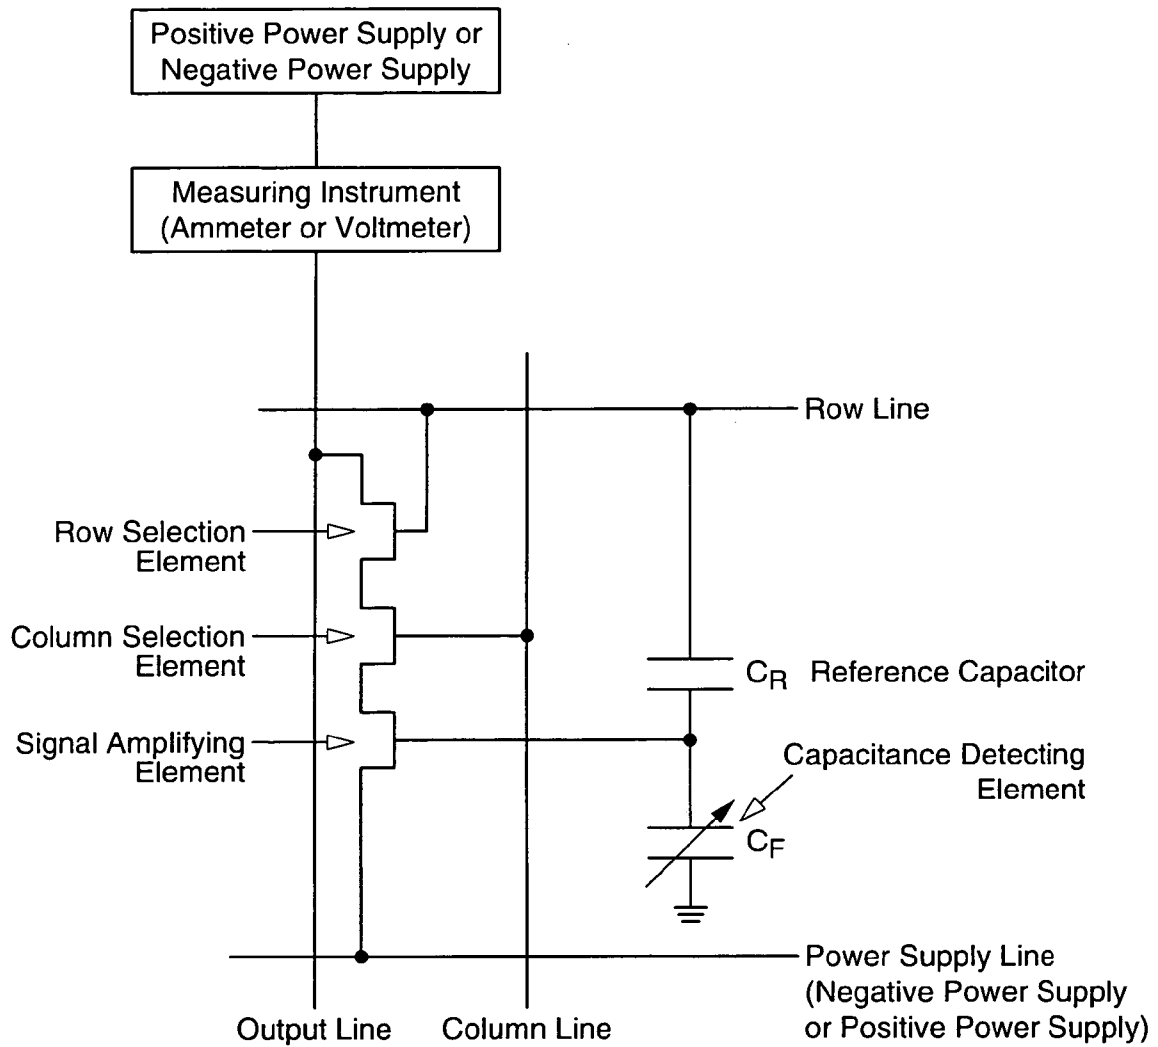 Positive Power Supply or
Negative Power Supply
Measuring Instrument
(Ammeter or Voltmeter)
Row Line
Row Selection
Element
Column Selection
Element
CR Reference Capacitor
Signal Amplifying
Element
Capacitance Detecting
Element
CF
Power Supply Line
(Negative Power Supply
or Positive Power Supply)
Output Line
Column Line